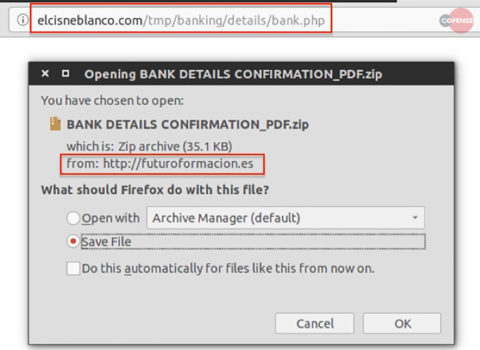 elcisneblanco.com/tmp/banking/details/bank.php
COFENSE
Opening BANK DETAILS CONFIRMATION_PDF.zip
You have chosen to open:
BANK DETAILS CONFIRMATION_PDF.zip
which is: Zip archive (35.1 KB)
from: http://futuroformacion.es
What should Firefox do with this file?
Open with Archive Manager (default)
Save File
Do this automatically for files like this from now on.
Cancel OK